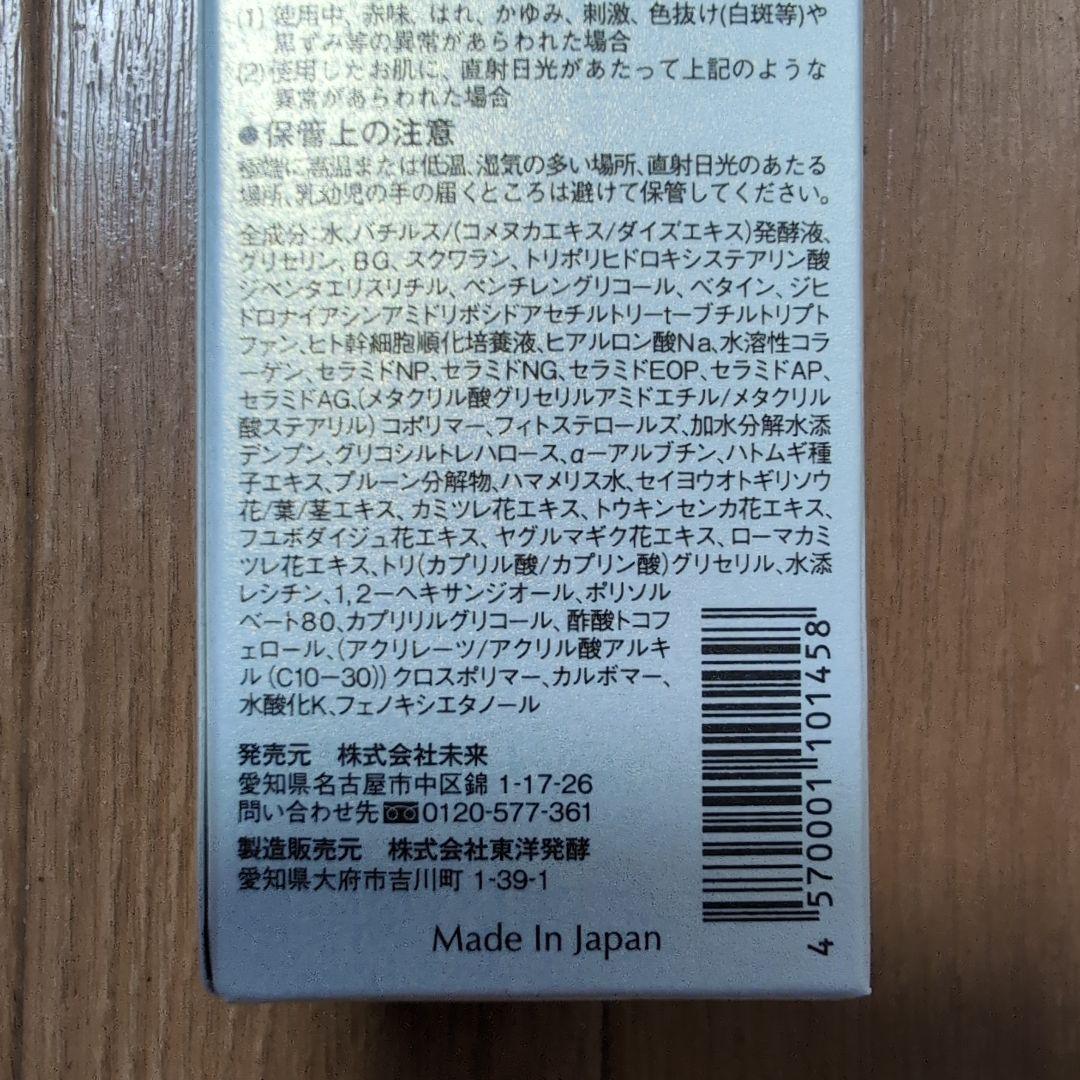 (1) 使用中、赤味、はれ、かゆみ、刺激、色抜け(白斑等)や
黒ずみ等の異常があらわれた場合
(2)使用したお肌に、直射日光があたって上記のような
異常があらわれた場合
●保管上の注意
極端に高温または低温、湿気の多い場所、直射日光のあたる
場所、乳幼児の手の届くところは避けて保管してください。
全成分:水、バチルス/(コメヌカエキス/ダイズエキス)発酵液、
グリセリン、BG、スクワラン、トリポリヒドロキシステアリン酸
ジペンタエリスリチル、ペンチレングリコール、ベタイン、ジヒ
ドロナイアシンアミドリボシドアセチルトリーtーブチルトリプト
ファン、ヒト幹細胞順化培養液、ヒアルロン酸Na、水溶性コラ
ーゲン、セラミドNP、セラミドNG、セラミドEOP、セラミドAP、
セラミドAG、(メタクリル酸グリセリルアミドエチル/メタクリル
酸ステアリル)コポリマー、フィトステロールズ、加水分解水添
デンプン、グリコシルトレハロース、αーアルブチン、ハトムギ種
子エキス、プルーン分解物、ハマメリス水、セイヨウオトギリソウ
花/葉/茎エキス、カミツレ花エキス、トウキンセンカ花エキス、
フユボダイジュ花エキス、ヤグルマギク花エキス、ローマカミ
ツレ花エキス、トリ(カプリル酸/カプリン酸)グリセリル、水添
レシチン、1,2ーヘキサンジオール、ポリソル
ベート80、カプリリルグリコール、酢酸トコフ
ェロール、(アクリレーツ/アクリル酸アルキ
ル(C10ー30))クロスポリマー、カルボマー、
水酸化K、フェノキシエタノール
発売元 株式会社未来
愛知県名古屋市中区錦 1-17-26
問い合わせ先 0120-577-361
製造販売元 株式会社東洋発酵
愛知県大府市吉川町 1-39-1
Made In Japan
4 570001 101458